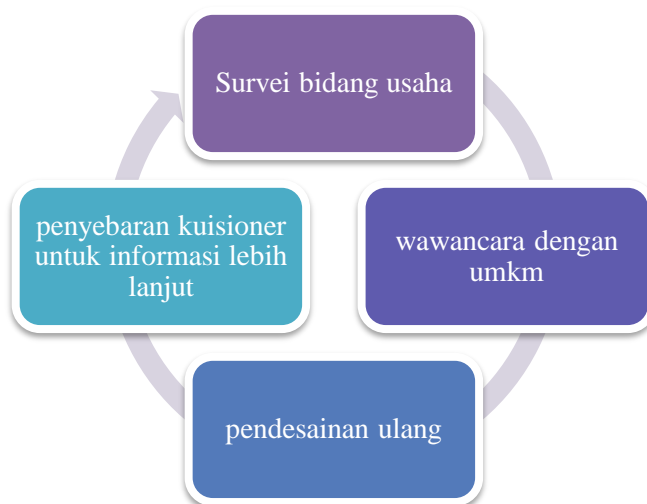 Survei bidang usaha
wawancara dengan
umkm
pendesainan ulang
penyebaran kuisioner
untuk informasi lebih
lanjut